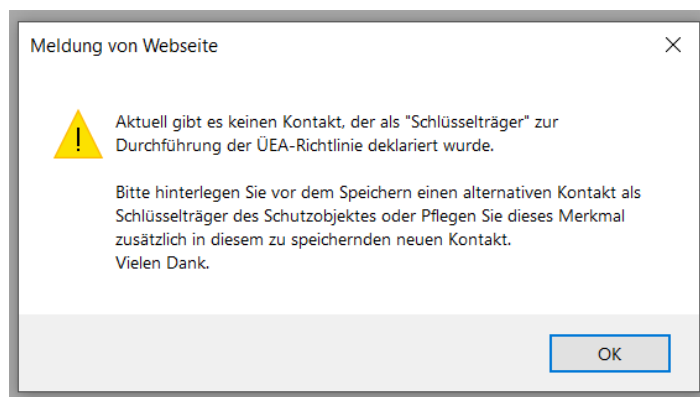 Meldung von Webseite
Aktuell gibt es keinen Kontakt, der als "Schlüsselträger" zur
Durchführung der ÜEA-Richtlinie deklariert wurde.
Bitte hinterlegen Sie vor dem Speichern einen alternativen Kontakt als
Schlüsselträger des Schutzobjektes oder Pflegen Sie dieses Merkmal
zusätzlich in diesem zu speichernden neuen Kontakt.
Vielen Dank.
OK